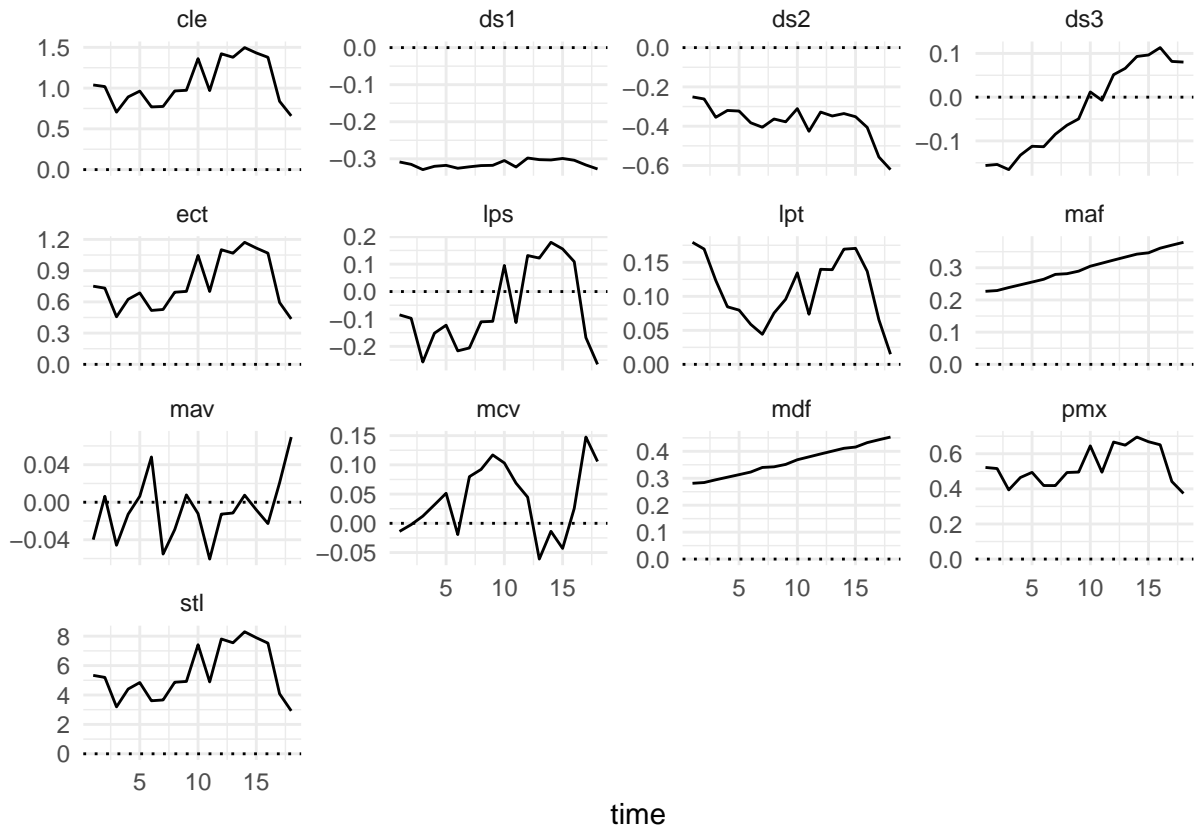 cle ds1 ds2 ds3
1.5 1.0 0.5 0.0
0.0 −0.1 −0.2 −0.3
0.0 −0.2 −0.4 −0.6
0.1 0.0 −0.1
ect lps lpt maf
1.2 0.9 0.6 0.3 0.0
0.2 0.1 0.0 −0.1 −0.2
0.15 0.10 0.05 0.00
0.3 0.2 0.1 0.0
mav mcv mdf pmx
0.04 0.00 −0.04
0.15 0.10 0.05 0.00 −0.05
0.4 0.3 0.2 0.1 0.0
0.6 0.4 0.2 0.0
5 10 15 5 10 15 5 10 15
stl
8 6 4 2 0
5 10 15
time